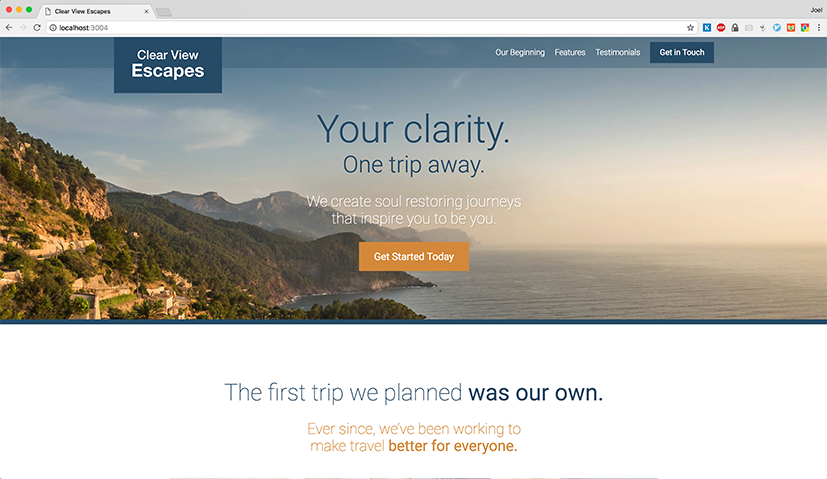 Clear View Escapes
Joel
localhost:3004
Clear View
Escapes
Our Beginning
Features
Testimonials
Get in Touch
Your clarity.
One trip away.
We create soul restoring journeys
that inspire you to be you.
Get Started Today
The first trip we planned was our own.
Ever since, we've been working to
make travel better for everyone.